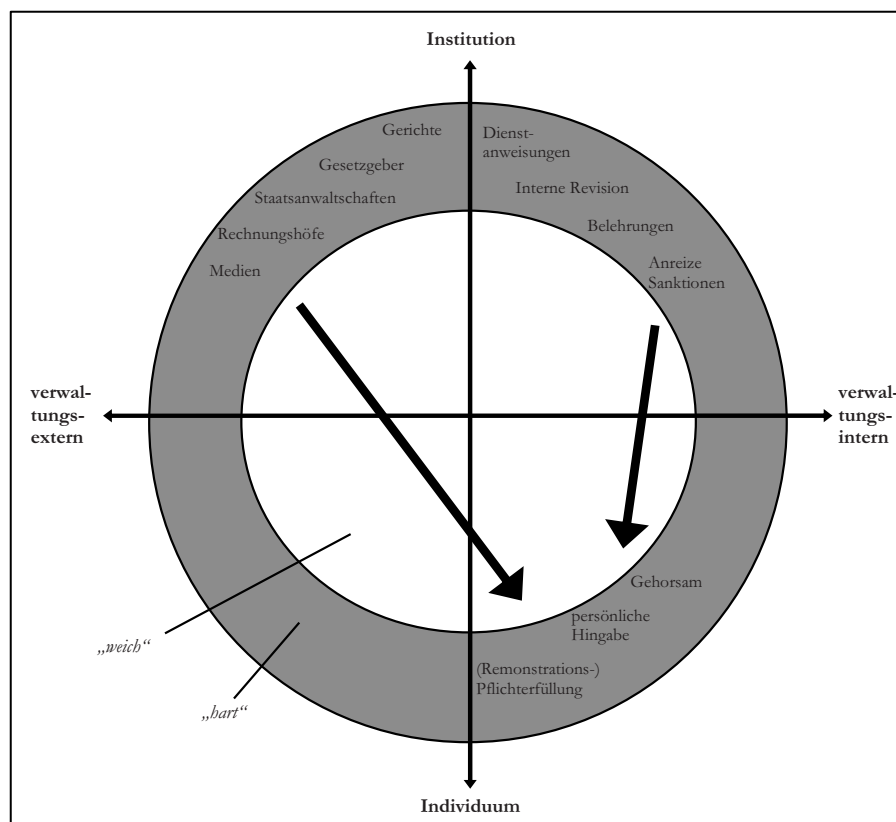 Institution
Gerichte
Gesetzgeber
Staatsanwaltschaften
Rechnungshöfe
Medien
Dienst-
anweisungen
Interne Revision
Belehrungen
Anreize
Sanktionen
verwal-
tungs-
extern
verwal-
tungs-
intern
Gehorsam
persönliche
Hingabe
(Remonstrations-)
Pflichterfüllung
„weich“
„hart“
Individuum